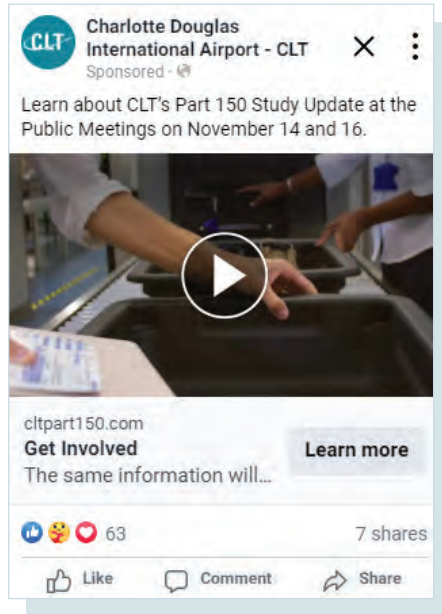 CLT
Charlotte Douglas
International Airport - CLT
Sponsored ·
Learn about CLT's Part 150 Study Update at the
Public Meetings on November 14 and 16.
cltpart150.com
Get Involved
The same information will...
Learn more
63
7 shares
Like
Comment
Share